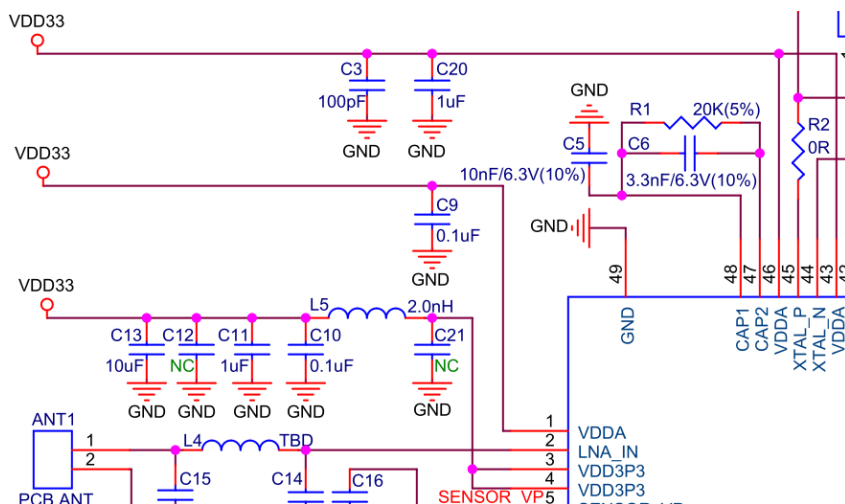 VDD33
C3
100pF
GND
C20
1uF
GND
GND
R1
20K(5%)
C5
C6
10nF/6.3V(10%)
3.3nF/6.3V(10%)
R2
0R
VDD33
C9
0.1uF
GND
GND
49
48
47
46
45
44
43
42
GND
CAP1
CAP2
VDDA
XTAL_P
XTAL_N
VDDA
VDD33
L5
2.0nH
C13
10uF
GND
C12
NC
GND
C11
1uF
GND
C10
0.1uF
GND
C21
NC
GND
ANT1
1
2
PCB ANT
L4
TBD
C15
C14
C16
1
VDDA
2
LNA_IN
3
VDD3P3
4
VDD3P3
SENSOR_VP
5